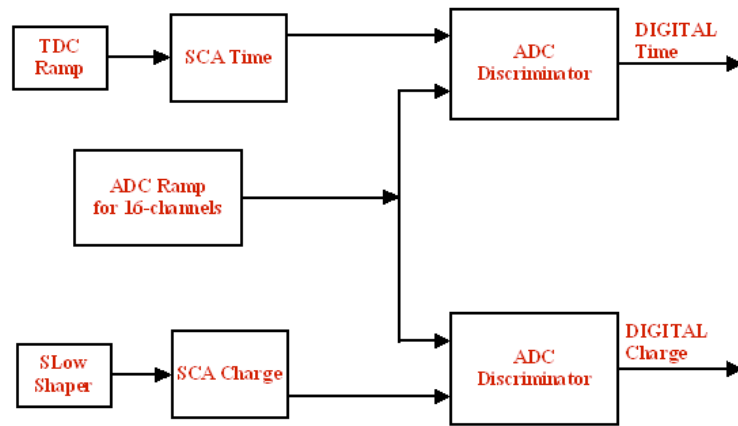 TDC
Ramp
SCA Time
ADC
Discriminator
DIGITAL
Time
ADC Ramp
for 16-channels
SLow
Shaper
SCA Charge
ADC
Discriminator
DIGITAL
Charge